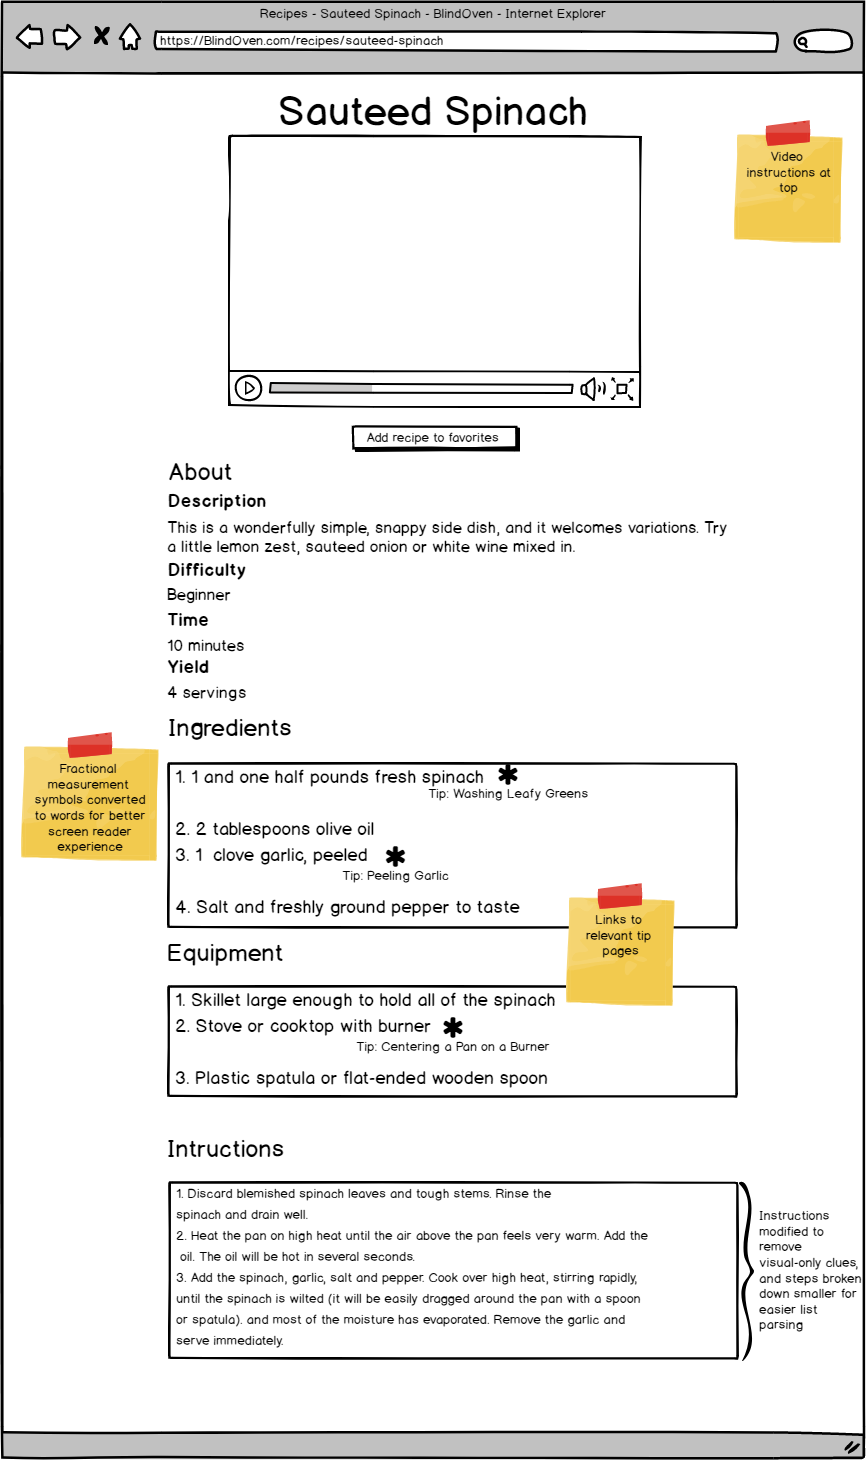 Recipes - Sauteed Spinach - BlindOven - Internet Explorer
https://BlindOven.com/recipes/sauteed-spinach
Sauteed Spinach
Video
instructions at
top
Add recipe to favorites
About
Description
This is a wonderfully simple, snappy side dish, and it welcomes variations. Try
a little lemon zest, sauteed onion or white wine mixed in.
Difficulty
Beginner
Time
10 minutes
Yield
4 servings
Ingredients
Fractional
measurement
symbols converted
to words for better
screen reader
experience
1. 1 and one half pounds fresh spinach *
Tip: Washing Leafy Greens
2. 2 tablespoons olive oil
3. 1 clove garlic, peeled *
Tip: Peeling Garlic
4. Salt and freshly ground pepper to taste
Links to
relevant tip
pages
Equipment
1. Skillet large enough to hold all of the spinach
2. Stove or cooktop with burner *
Tip: Centering a Pan on a Burner
3. Plastic spatula or flat-ended wooden spoon
Intructions
1. Discard blemished spinach leaves and tough stems. Rinse the
spinach and drain well.
2. Heat the pan on high heat until the air above the pan feels very warm. Add the
oil. The oil will be hot in several seconds.
3. Add the spinach, garlic, salt and pepper. Cook over high heat, stirring rapidly,
until the spinach is wilted (it will be easily dragged around the pan with a spoon
or spatula). and most of the moisture has evaporated. Remove the garlic and
serve immediately.
Instructions
modified to
remove
visual-only clues,
and steps broken
down smaller for
easier list
parsing